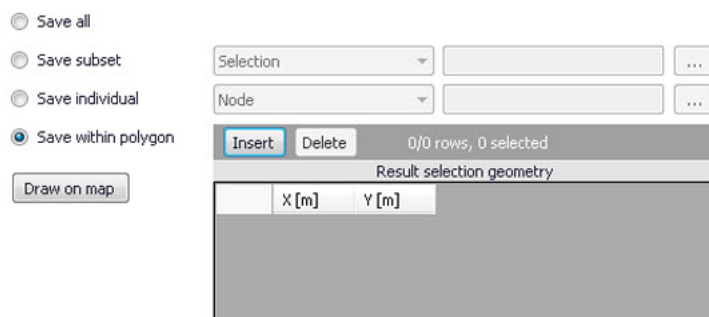 Save all
Save subset
Selection
...
Save individual
Node
...
Save within polygon
Insert Delete 0/0 rows, 0 selected
Draw on map
Result selection geometry
X [m] Y [m]